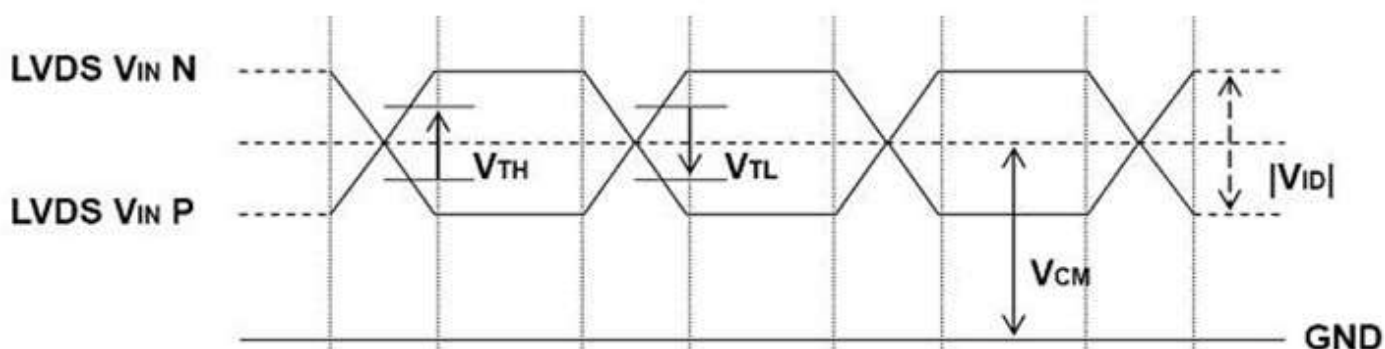 LVDS VIN N
VTH
VTL
|VID|
LVDS VIN P
VCM
GND